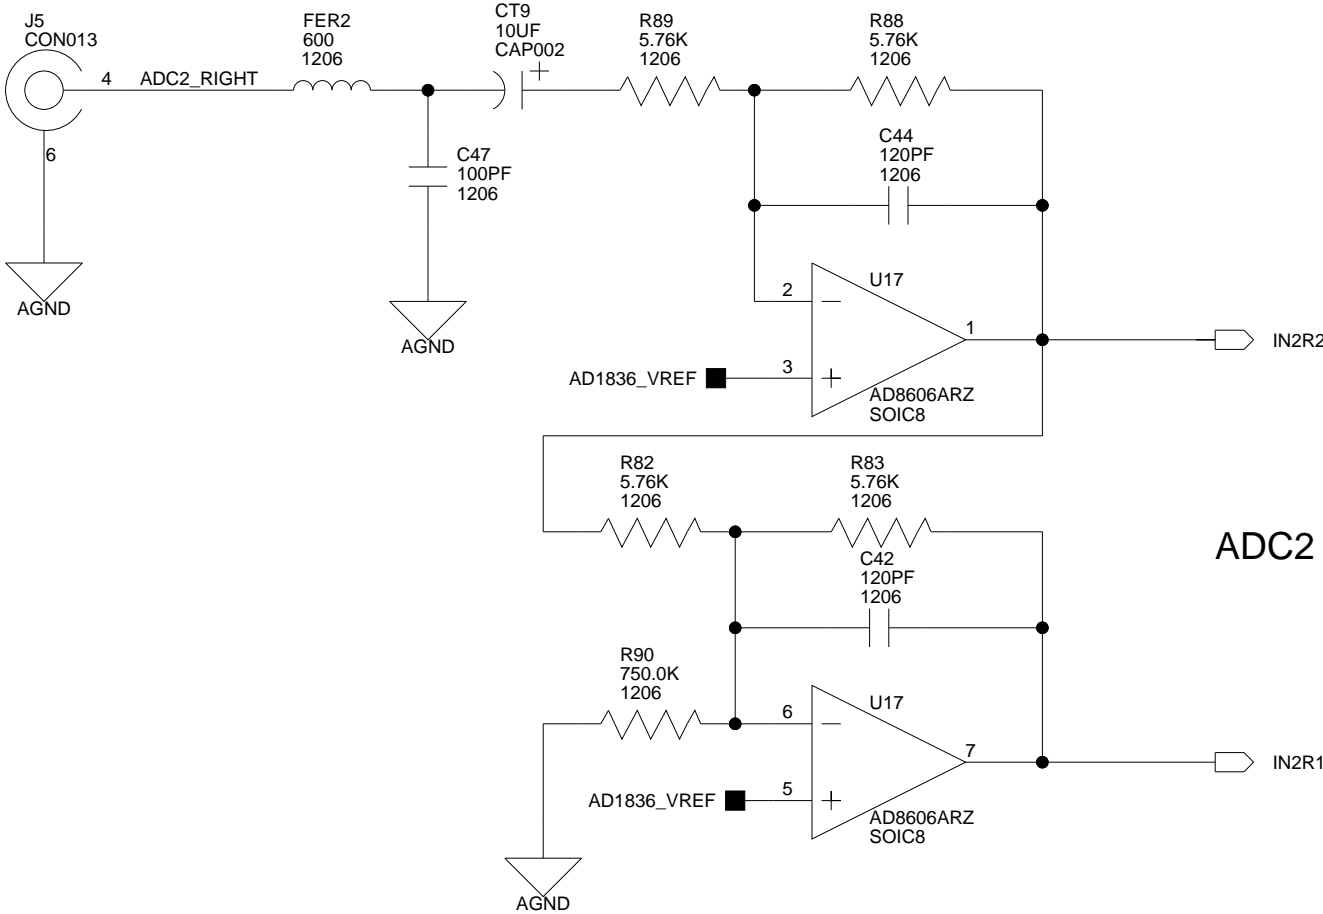 J5
CON013
4
ADC2_RIGHT
6
AGND
FER2
600
1206
C47
100PF
1206
AGND
CT9
10UF
CAP002
+
R89
5.76K
1206
R88
5.76K
1206
C44
120PF
1206
U17
2
−
1
IN2R2
AD1836_VREF
3
+
AD8606ARZ
SOIC8
R82
5.76K
1206
R83
5.76K
1206
C42
120PF
1206
ADC2
R90
750.0K
1206
AGND
U17
6
−
7
IN2R1
AD1836_VREF
5
+
AD8606ARZ
SOIC8